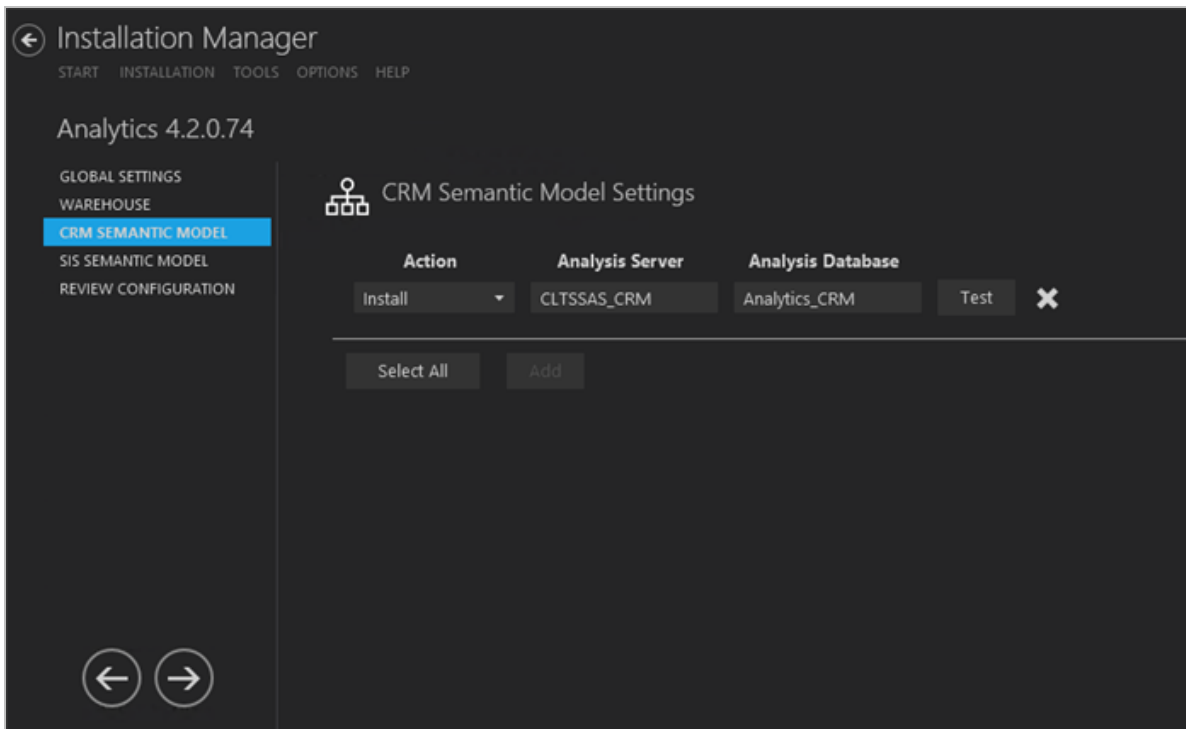 Installation Manager
START INSTALLATION TOOLS OPTIONS HELP
Analytics 4.2.0.74
GLOBAL SETTINGS
WAREHOUSE
CRM SEMANTIC MODEL
SIS SEMANTIC MODEL
REVIEW CONFIGURATION
CRM Semantic Model Settings
Action Analysis Server Analysis Database
Install CLTSSAS_CRM Analytics_CRM Test
Select All Add